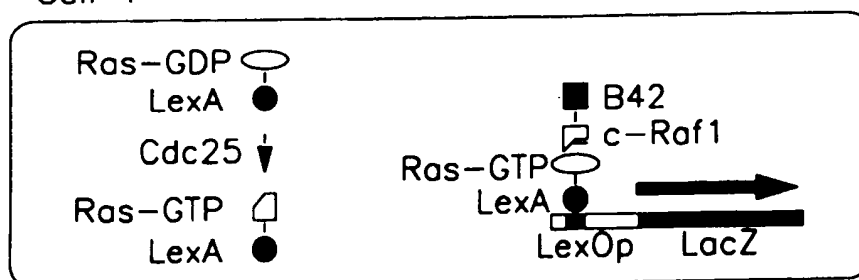 Ras-GDP
LexA
Cdc25
Ras-GTP
LexA
B42
c-Raf1
Ras-GTP
LexA
LexOp LacZ